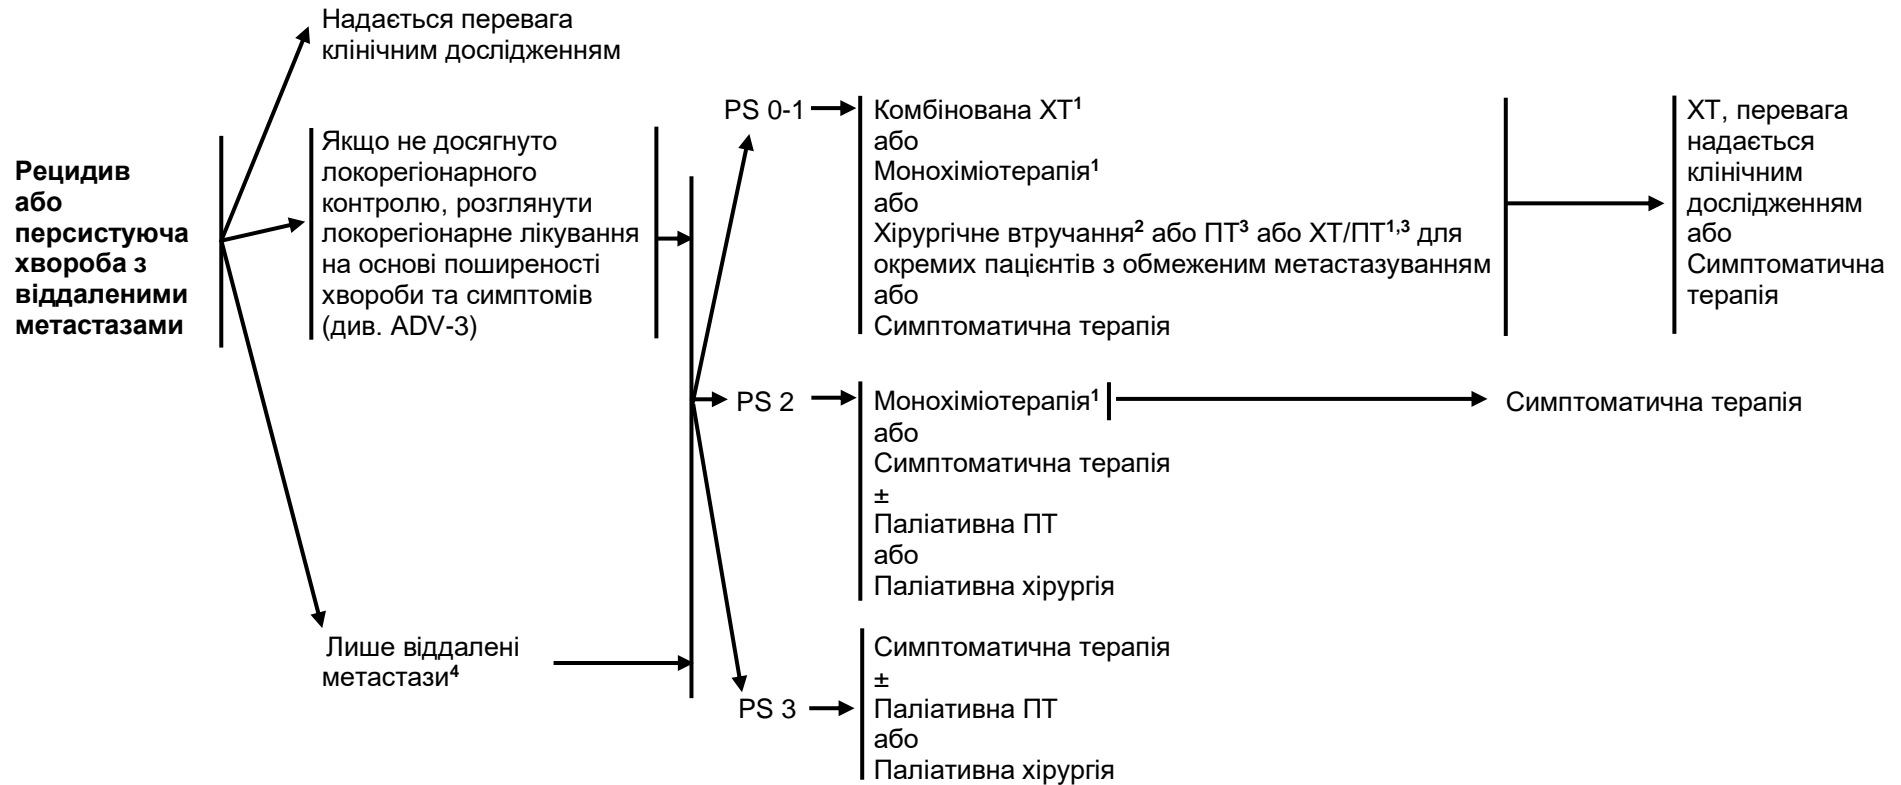 Надається перевага
клінічним дослідженням
Рецидив
або
персистуюча
хвороба з
віддаленими
метастазами
Якщо не досягнуто
локорегіонарного
контролю, розглянути
локорегіонарне лікування
на основі поширеності
хвороби та симптомів
(див. ADV-3)
Лише віддалені
метастази⁴
PS 0-1
Комбінована ХТ¹
або
Монохіміотерапія¹
або
Хірургічне втручання² або ПТ³ або ХТ/ПТ¹,³ для
окремих пацієнтів з обмеженим метастазуванням
або
Симптоматична терапія
ХТ, перевага
надається
клінічним
дослідженням
або
Симптоматична
терапія
PS 2
Монохіміотерапія¹
або
Симптоматична терапія
±
Паліативна ПТ
або
Паліативна хірургія
Симптоматична терапія
PS 3
Симптоматична терапія
±
Паліативна ПТ
або
Паліативна хірургія